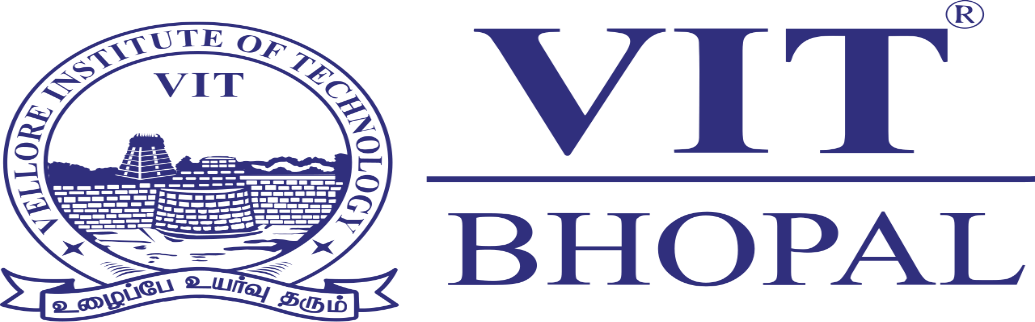 VELLORE INSTITUTE OF TECHNOLOGY
VIT
உழைப்பே உயர்வு தரும்
VIT®
BHOPAL